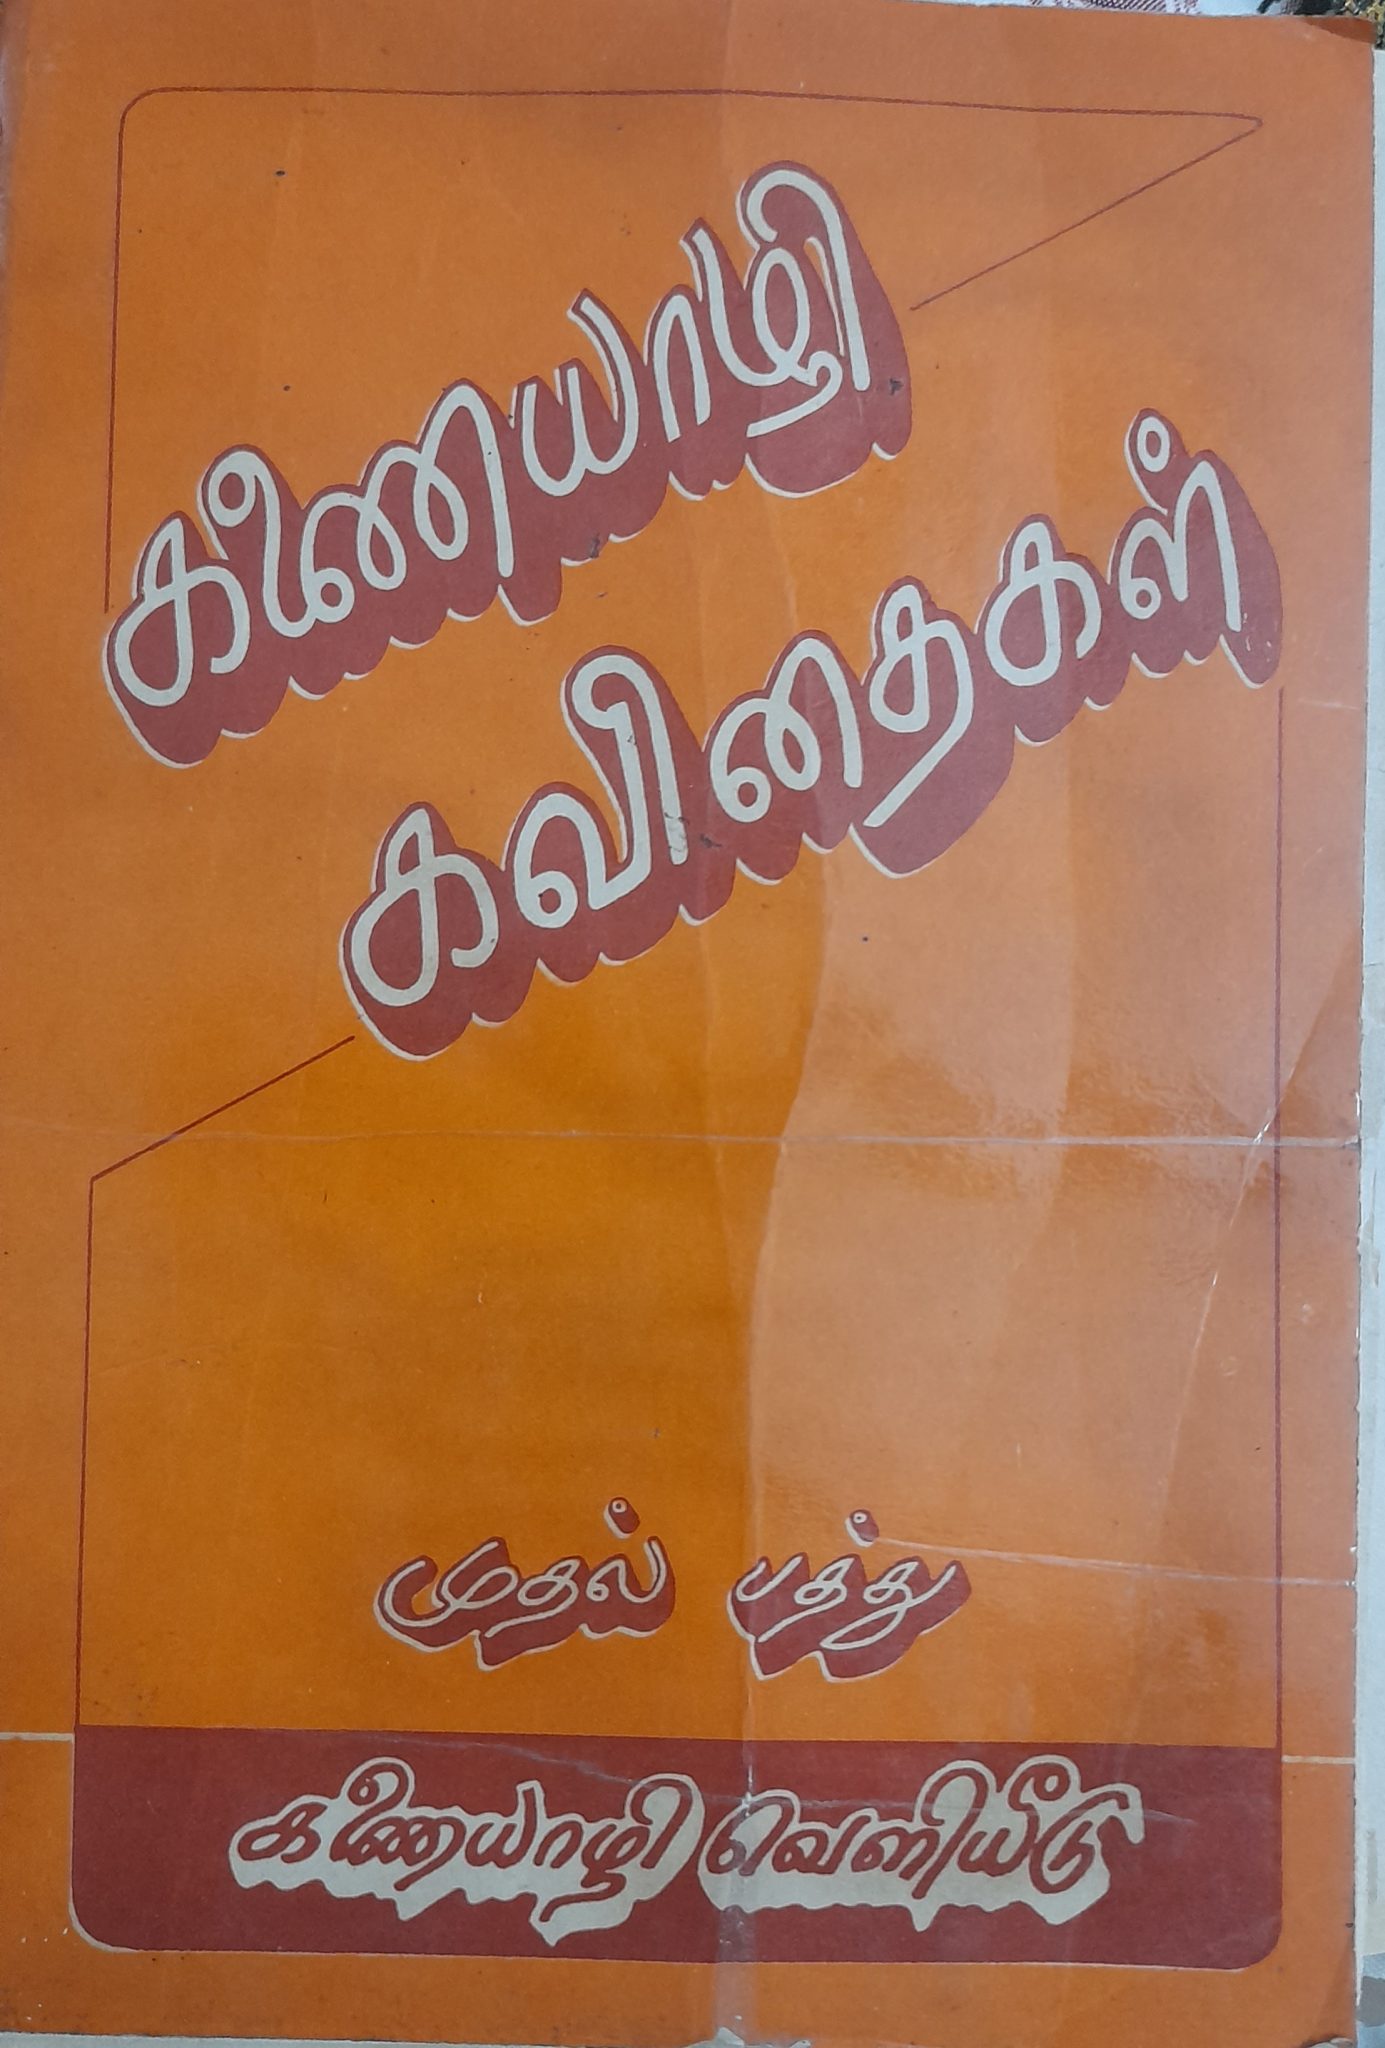 கணையாழி
கவிதைகள்
முதல் பத்து
கணையாழி வெளியீடு